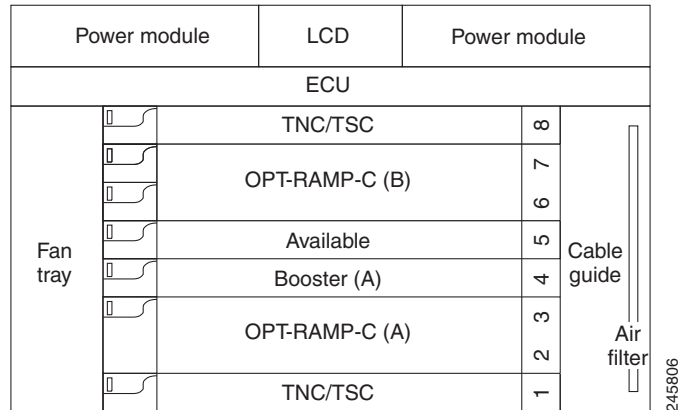 Power module LCD Power module
ECU
TNC/TSC 8
OPT-RAMP-C (B) 7
6
Available 5
Booster (A) 4
OPT-RAMP-C (A) 3
2
TNC/TSC 1
Fan
tray
Cable
guide
Air
filter
245806